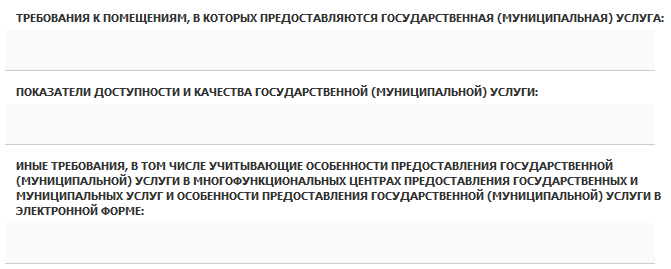 ТРЕБОВАНИЯ К ПОМЕЩЕНИЯМ, В КОТОРЫХ ПРЕДОСТАВЛЯЮТСЯ ГОСУДАРСТВЕННАЯ (МУНИЦИПАЛЬНАЯ) УСЛУГА:
ПОКАЗАТЕЛИ ДОСТУПНОСТИ И КАЧЕСТВА ГОСУДАРСТВЕННОЙ (МУНИЦИПАЛЬНОЙ) УСЛУГИ:
ИНЫЕ ТРЕБОВАНИЯ, В ТОМ ЧИСЛЕ УЧИТЫВАЮЩИЕ ОСОБЕННОСТИ ПРЕДОСТАВЛЕНИЯ ГОСУДАРСТВЕННОЙ
(МУНИЦИПАЛЬНОЙ) УСЛУГИ В МНОГОФУНКЦИОНАЛЬНЫХ ЦЕНТРАХ ПРЕДОСТАВЛЕНИЯ ГОСУДАРСТВЕННЫХ И
МУНИЦИПАЛЬНЫХ УСЛУГ И ОСОБЕННОСТИ ПРЕДОСТАВЛЕНИЯ ГОСУДАРСТВЕННОЙ (МУНИЦИПАЛЬНОЙ) УСЛУГИ В
ЭЛЕКТРОННОЙ ФОРМЕ: